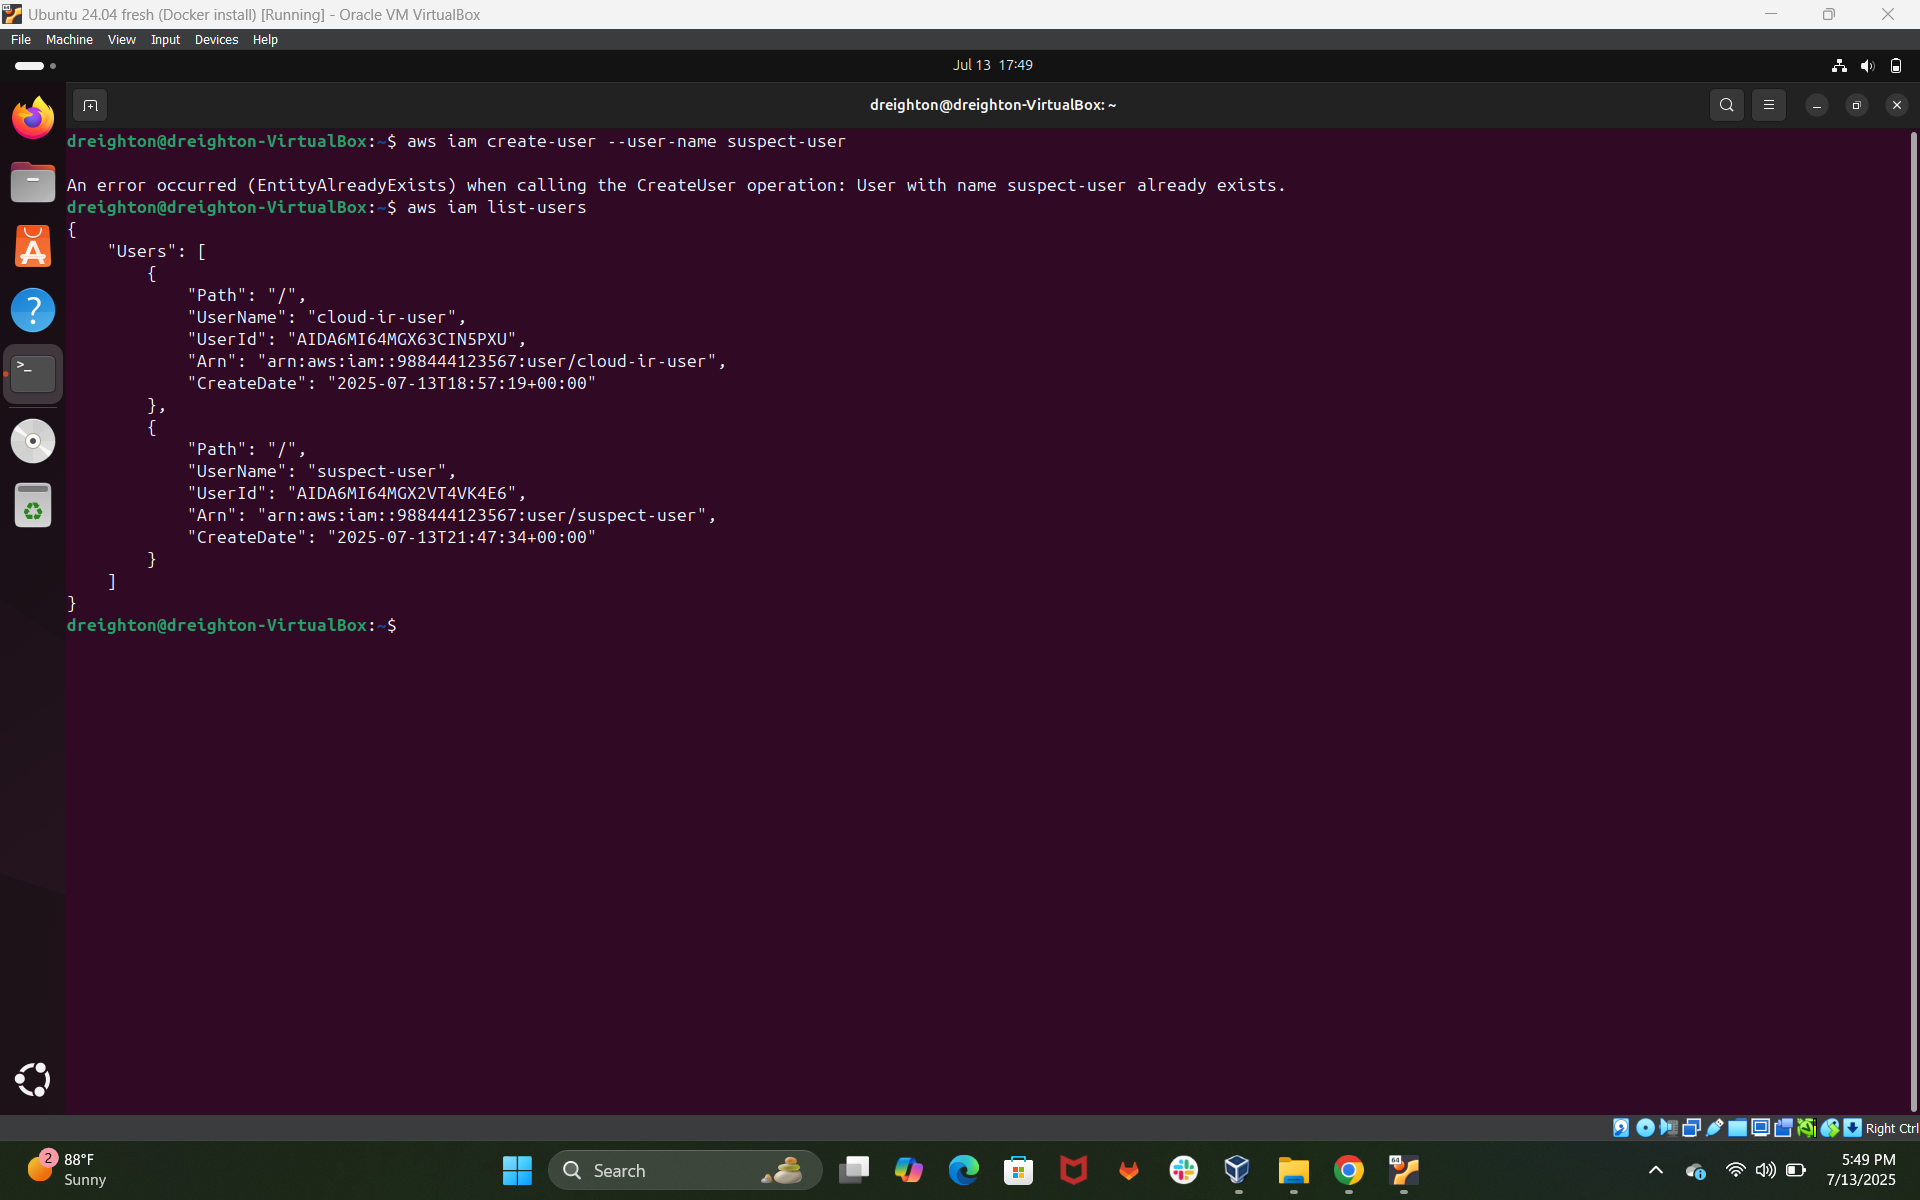 Ubuntu 24.04 fresh (Docker install) [Running] - Oracle VM VirtualBox
File Machine View Input Devices Help
Jul 13 17:49
dreighton@dreighton-VirtualBox: ~
dreighton@dreighton-VirtualBox:~$ aws iam create-user --user-name suspect-user
An error occurred (EntityAlreadyExists) when calling the CreateUser operation: User with name suspect-user already exists.
dreighton@dreighton-VirtualBox:~$ aws iam list-users
{
    "Users": [
        {
            "Path": "/",
            "UserName": "cloud-ir-user",
            "UserId": "AIDA6MI64MGX63CIN5PXU",
            "Arn": "arn:aws:iam::988444123567:user/cloud-ir-user",
            "CreateDate": "2025-07-13T18:57:19+00:00"
        },
        {
            "Path": "/",
            "UserName": "suspect-user",
            "UserId": "AIDA6MI64MGX2VT4VK4E6",
            "Arn": "arn:aws:iam::988444123567:user/suspect-user",
            "CreateDate": "2025-07-13T21:47:34+00:00"
        }
    ]
}
dreighton@dreighton-VirtualBox:~$
Right Ctrl
2
88°F
Sunny
Search
64
5:49 PM
7/13/2025